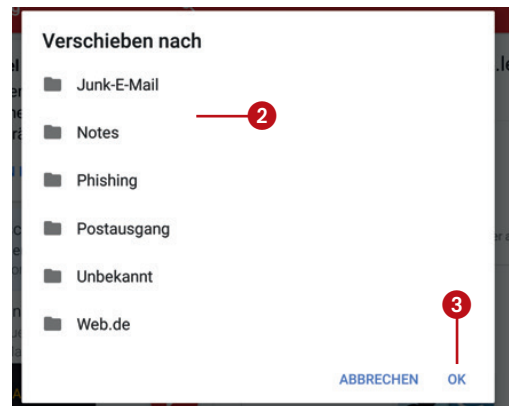 Verschieben nach
Junk-E-Mail
2
Notes
Phishing
Postausgang
Unbekannt
Web.de
3
ABBRECHEN OK